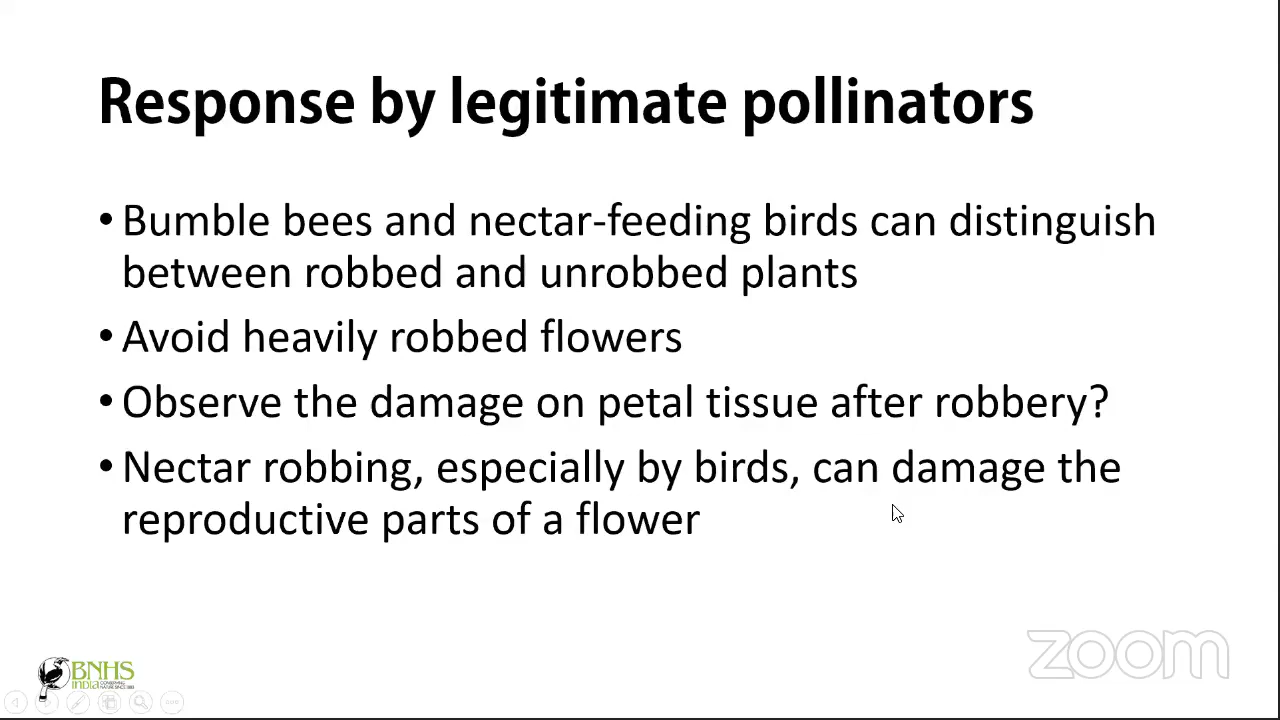 Response by legitimate pollinators
• Bumble bees and nectar-feeding birds can distinguish
between robbed and unrobbed plants
• Avoid heavily robbed flowers
• Observe the damage on petal tissue after robbery?
• Nectar robbing, especially by birds, can damage the
reproductive parts of a flower
zoom
BNHS
INDIA